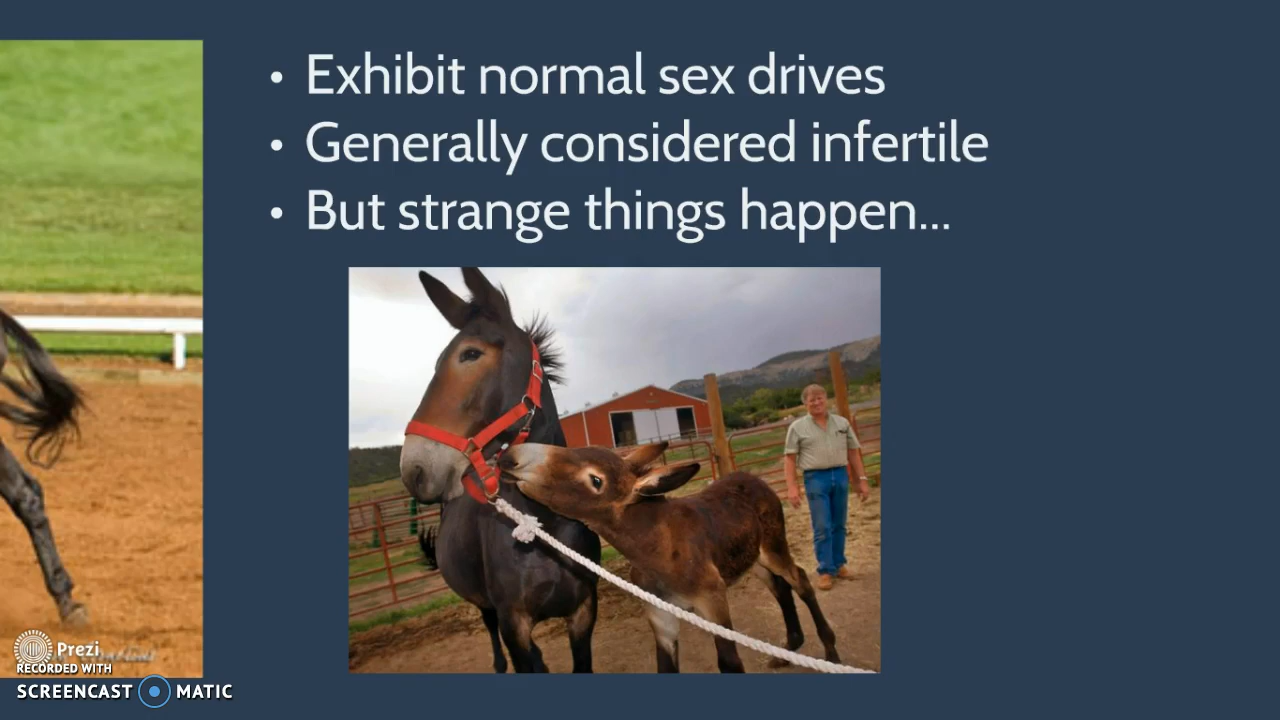 • Exhibit normal sex drives
• Generally considered infertile
• But strange things happen...
Prezi
RECORDED WITH
SCREENCAST MATIC